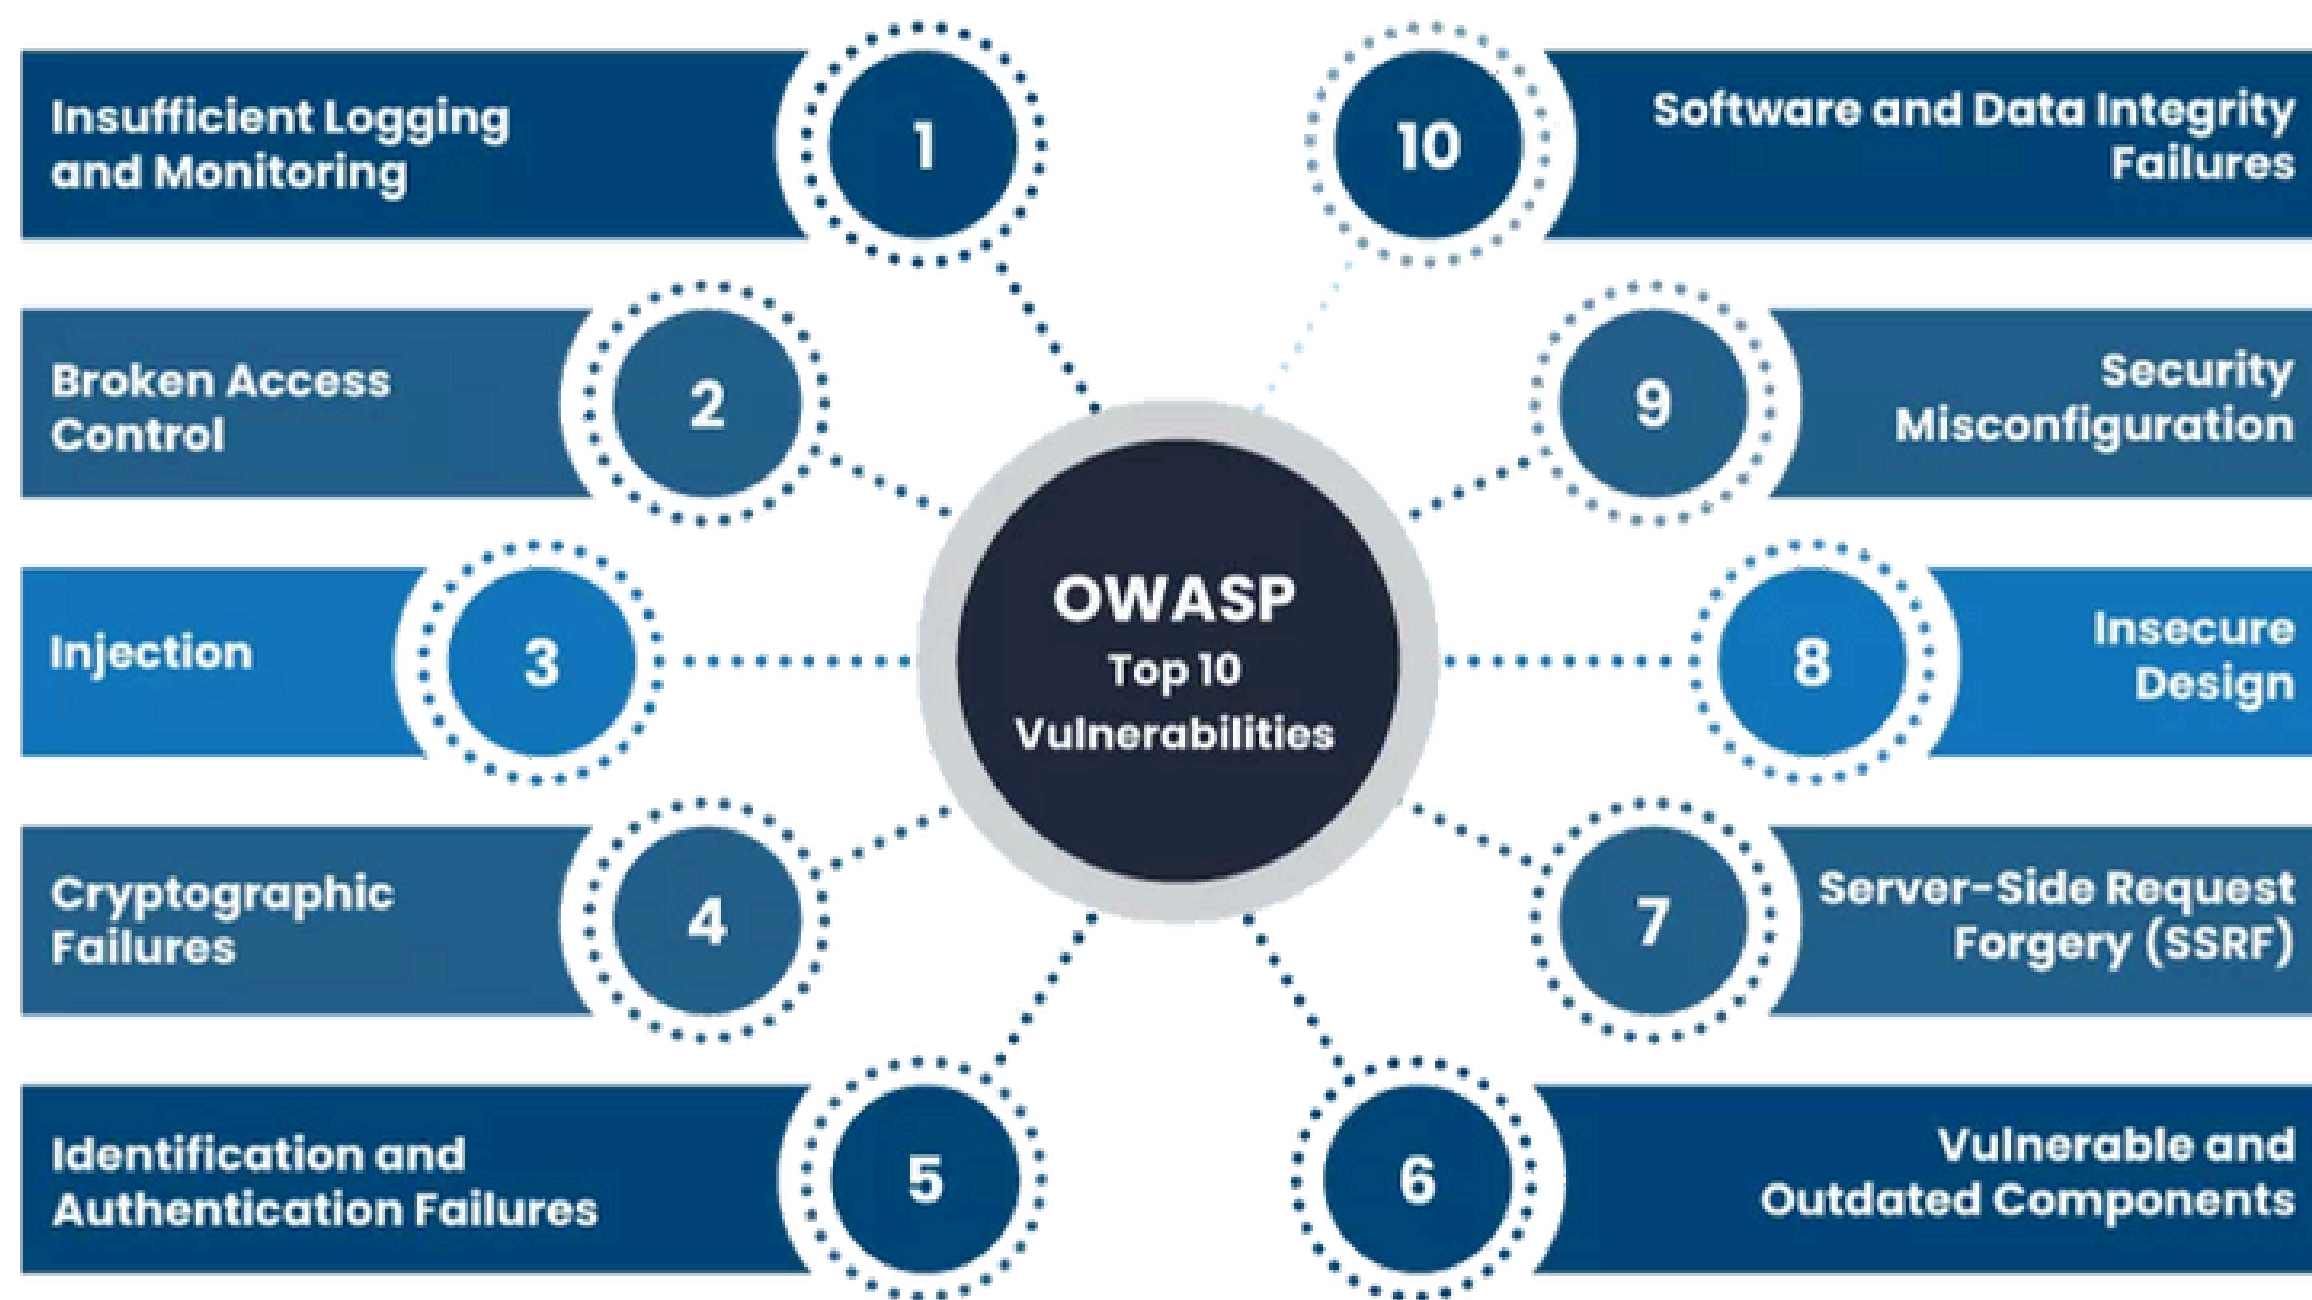 1
Insufficient Logging
and Monitoring
2
Broken Access
Control
3
Injection
4
Cryptographic
Failures
5
Identification and
Authentication Failures
OWASP
Top 10
Vulnerabilities
10
Software and Data Integrity
Failures
9
Security
Misconfiguration
8
Insecure
Design
7
Server-Side Request
Forgery (SSRF)
6
Vulnerable and
Outdated Components